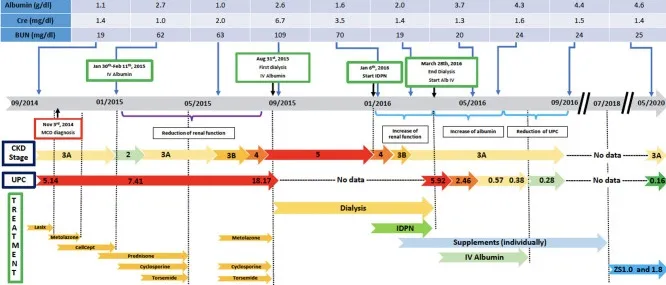 Albumin (g/dl) 1.1 2.7 1.0 2.6 1.6 2.0 3.7 4.3 4.4 4.6
Cre (mg/dl) 1.4 1.0 2.0 6.7 3.5 1.4 1.3 1.6 1.5 1.4
BUN (mg/dl) 19 62 63 109 70 19 20 24 24 25
Jan 30th-Feb 11th, 2015
IV Albumin
Aug 31st, 2015
First dialysis
IV Albumin
Jan 6th, 2016
Start IDPN
March 28th, 2016
End Dialysis
Start Alb IV
09/2014 01/2015 05/2015 09/2015 01/2016 05/2016 09/2016 07/2018 05/2020
Nov 5rd, 2014
MCD diagnosis
Reduction of renal function
Increase of
renal function
Increase of albumin
Reduction of UPC
CKD
Stage
3A 2 3A 3B 4 5 4 3B 3A No data 3A
UPC 5.14 7.41 18.17 No data 5.92 2.46 0.57 0.38 0.28 No data 0.16
TREATMENT
Dialysis
Lasix
IDPN
Metolazone Metolazone
Supplements (individually)
CellCept
Prednisone
IV Albumin
Cyclosporine Cyclosporine
ZS1.0 and 1.8
Torsemide Torsemide